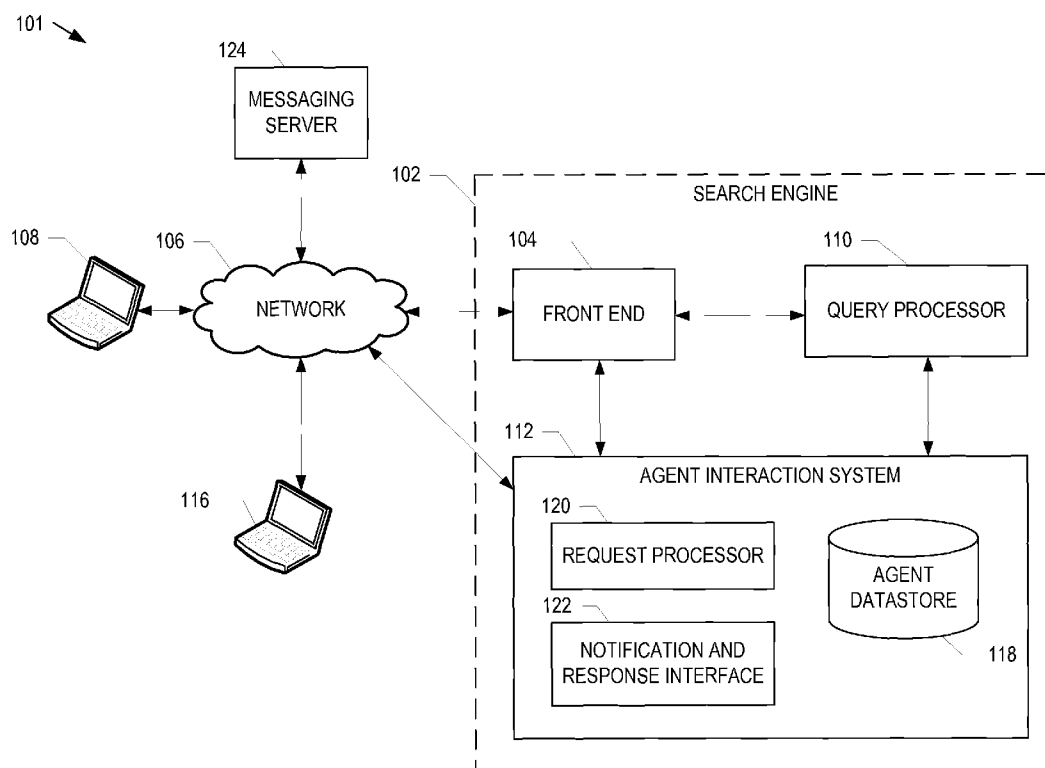 101
124
MESSAGING
SERVER
102
SEARCH ENGINE
108
106
104
110
NETWORK
FRONT END
QUERY PROCESSOR
112
AGENT INTERACTION SYSTEM
116
120
REQUEST PROCESSOR
AGENT
DATASTORE
122
118
NOTIFICATION AND
RESPONSE INTERFACE